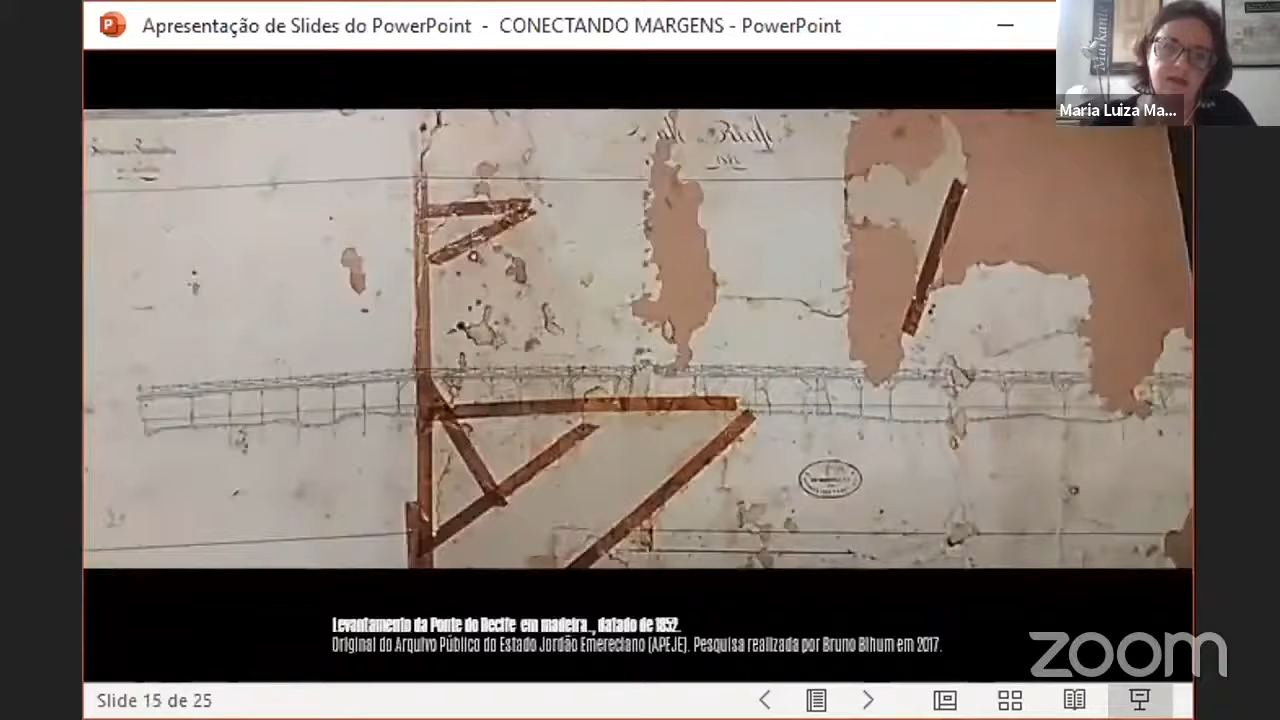 Apresentação de Slides do PowerPoint - CONECTANDO MARGENS - PowerPoint
Maria Luiza Ma...
Levantamento da Ponte do Recife em madeira., datado de 1852.
Original do Arquivo Público do Estado Jordão Emereciano (APEJE). Pesquisa realizada por Bruno Bihum em 2017.
zoom
Slide 15 de 25